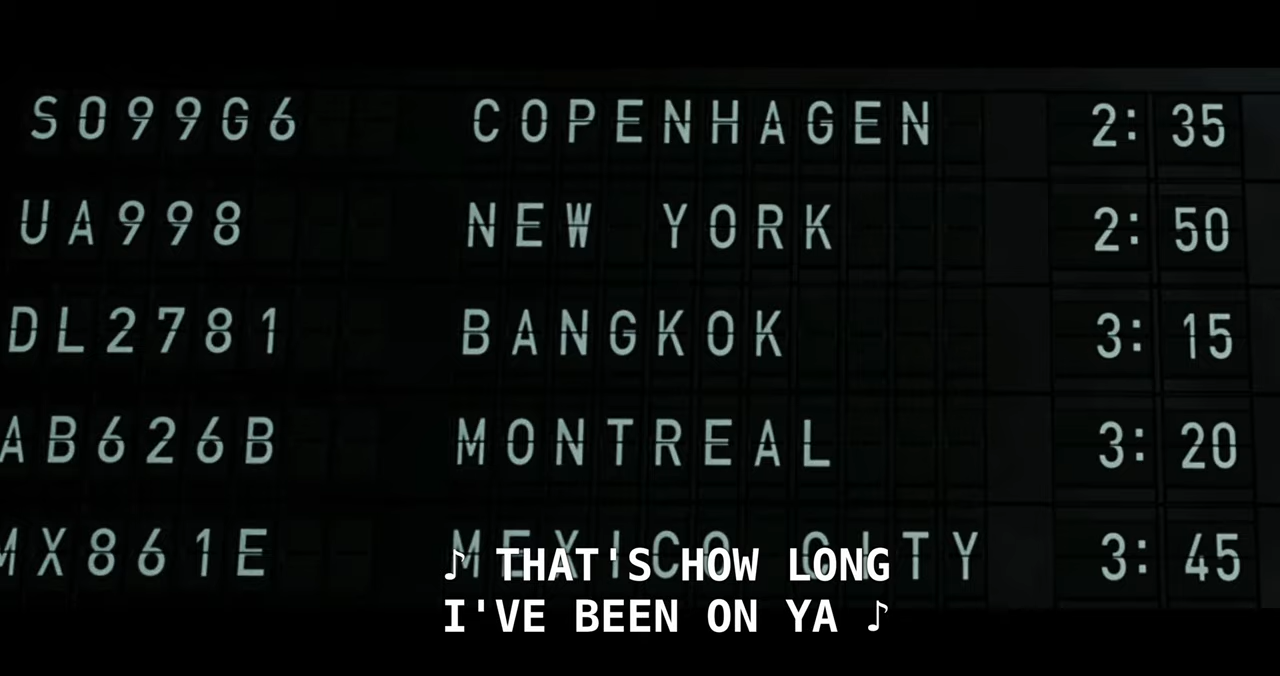 S099G6 COPENHAGEN 2: 35
UA998 NEW YORK 2: 50
DL2781 BANGKOK 3: 15
AB626B MONTREAL 3: 20
MX861E MEXICO CITY 3: 45
♪ THAT'S HOW LONG
I'VE BEEN ON YA ♪